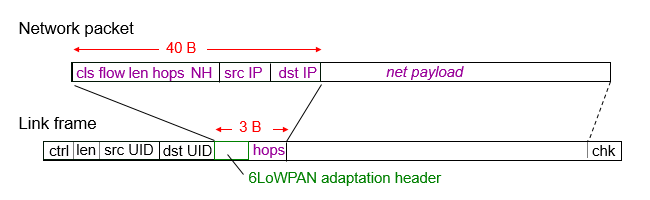 Network packet
40 B
cls flow len hops NH src IP dst IP net payload
Link frame
3 B
ctrl len src UID dst UID hops chk
6LoWPAN adaptation header